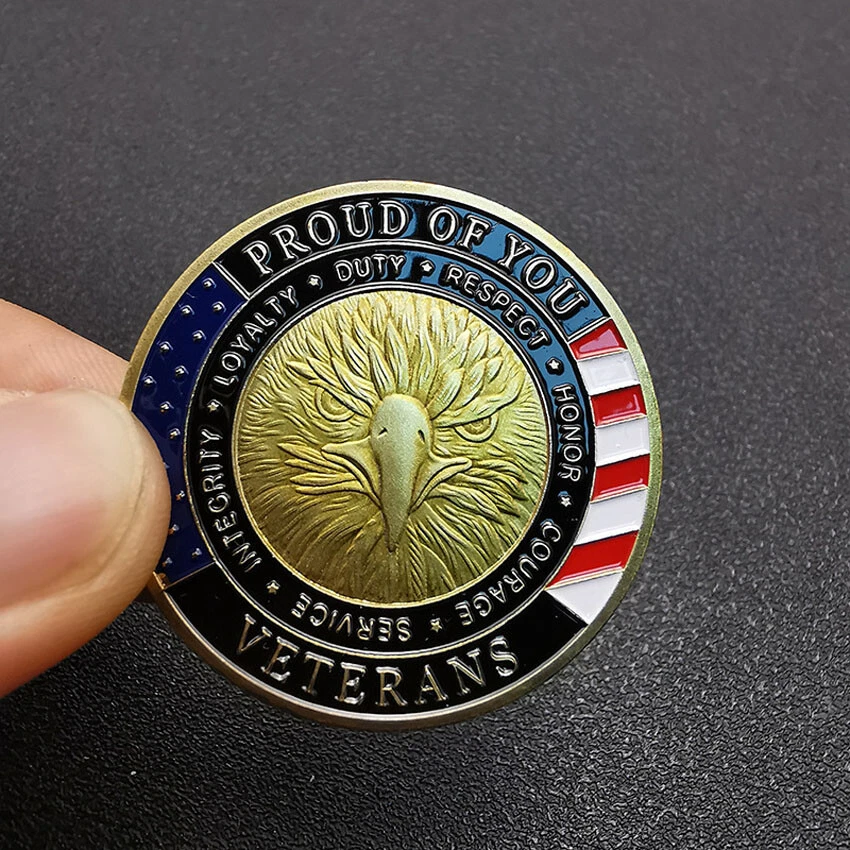 PROUD OF YOU
LOYALTY ★ DUTY ★ RESPECT ★ HONOR ★ COURAGE ★ SERVICE ★ INTEGRITY ★
VETERANS